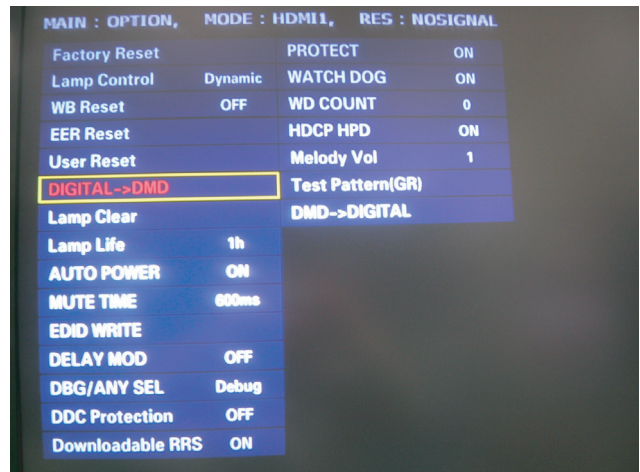 MAIN : OPTION,   MODE : HDMI1,   RES : NOSIGNAL
Factory Reset
Lamp Control   Dynamic
WB Reset   OFF
EER Reset
User Reset
DIGITAL->DMD
Lamp Clear
Lamp Life   1h
AUTO POWER   ON
MUTE TIME   600ms
EDID WRITE
DELAY MOD   OFF
DBG/ANY SEL   Debug
DDC Protection   OFF
Downloadable RRS   ON
PROTECT   ON
WATCH DOG   ON
WD COUNT   0
HDCP HPD   ON
Melody Vol   1
Test Pattern(GR)
DMD->DIGITAL